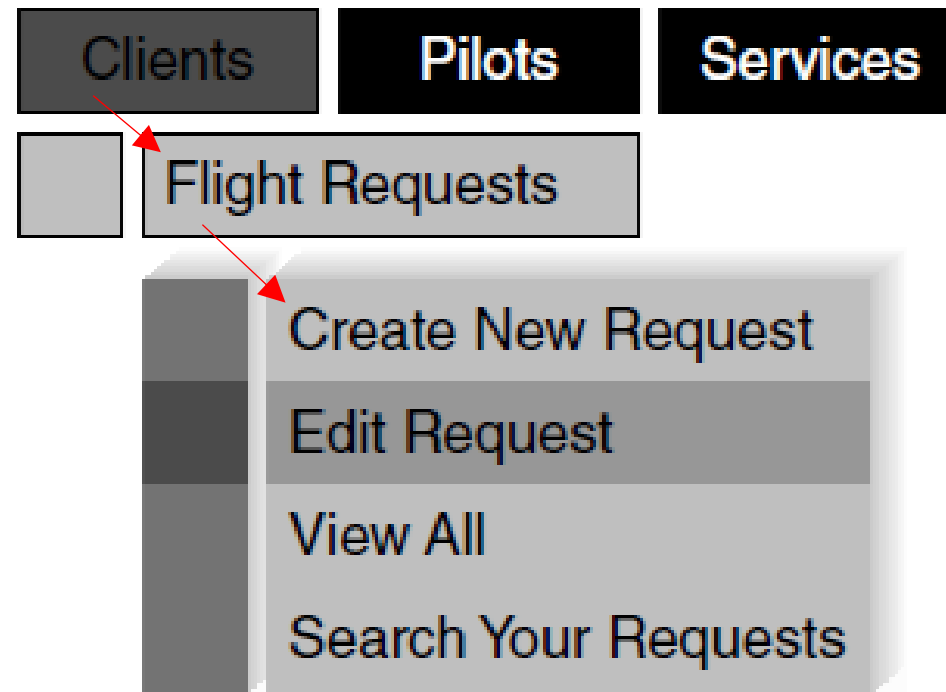 Clients Pilots Services
Flight Requests
Create New Request
Edit Request
View All
Search Your Requests